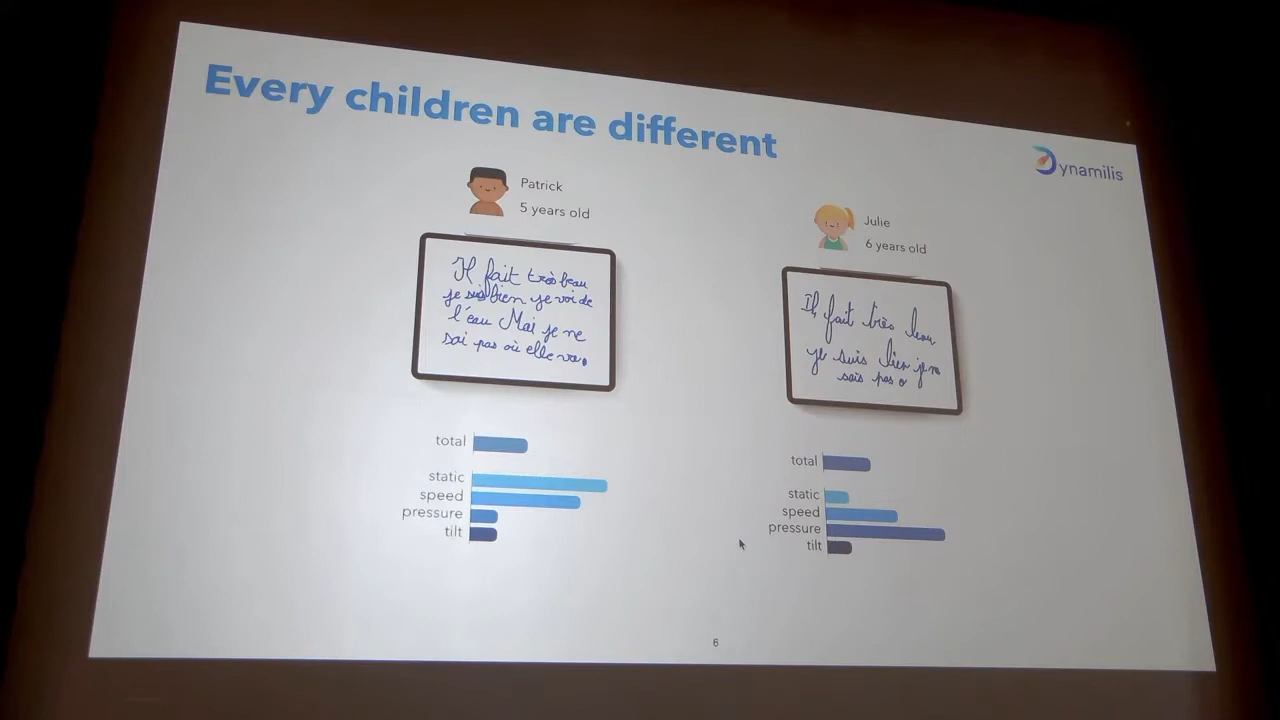 Every children are different
Dynamilis
Patrick
5 years old
Il fait très beau
je suis bien je voi de
l'eau Mai je ne
sai pas où elle va.
total
static
speed
pressure
tilt
Julie
6 years old
Il fait très beau
je suis bien je n
sais pas o
total
static
speed
pressure
tilt
6